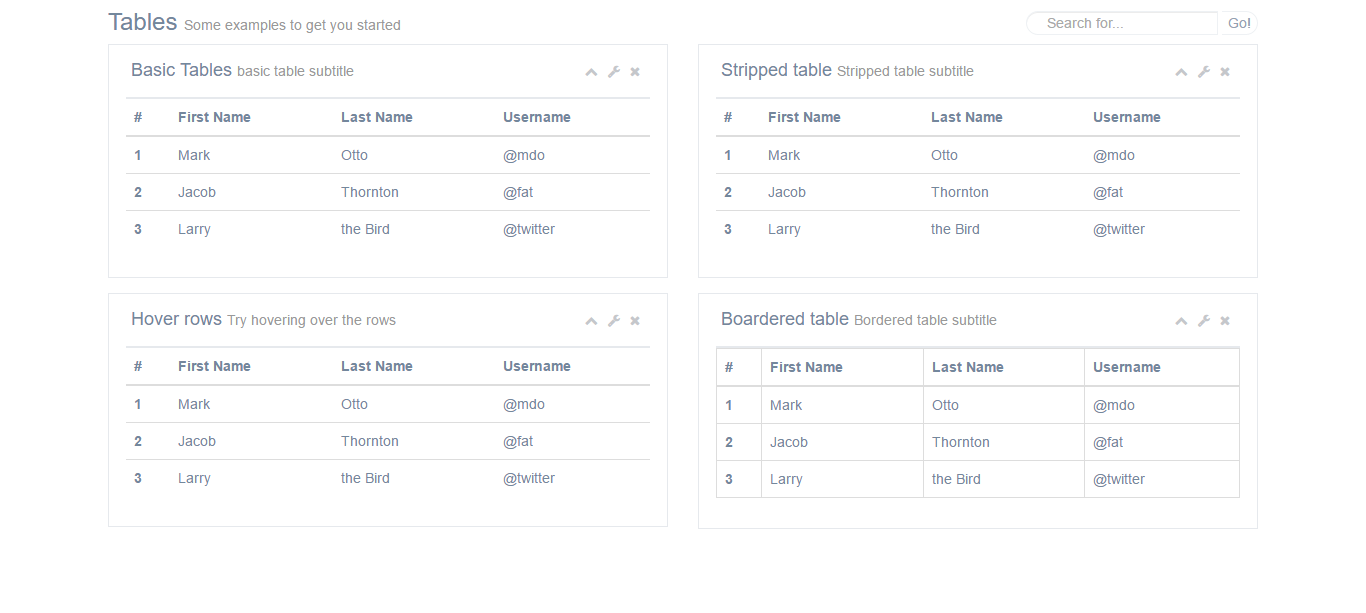 Tables Some examples to get you started
Search for... Go!
Basic Tables basic table subtitle
# First Name Last Name Username
1 Mark Otto @mdo
2 Jacob Thornton @fat
3 Larry the Bird @twitter
Stripped table Stripped table subtitle
# First Name Last Name Username
1 Mark Otto @mdo
2 Jacob Thornton @fat
3 Larry the Bird @twitter
Hover rows Try hovering over the rows
# First Name Last Name Username
1 Mark Otto @mdo
2 Jacob Thornton @fat
3 Larry the Bird @twitter
Boardered table Bordered table subtitle
# First Name Last Name Username
1 Mark Otto @mdo
2 Jacob Thornton @fat
3 Larry the Bird @twitter